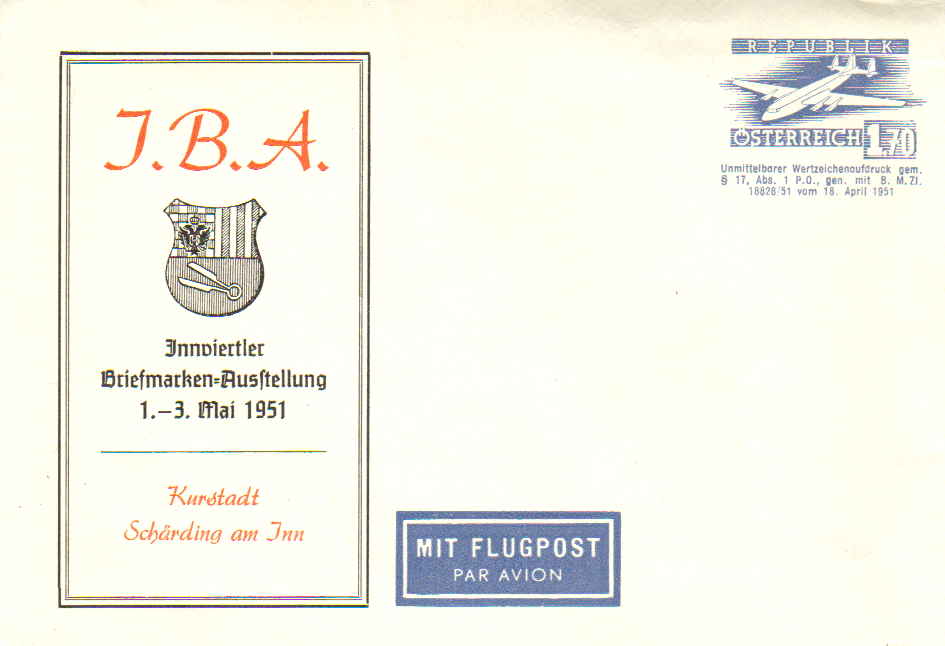 I.B.A.
Innviertler
Briefmarken=Ausſtellung
1.–3. Mai 1951
Kurstadt
Schärding am Inn
REPUBLIK
ÖSTERREICH 1.70
Unmittelbarer Wertzeichenaufdruck gem.
§ 17, Abs. 1 P.O., gen. mit B. M. Zl.
18828/51 vom 18. April 1951
MIT FLUGPOST
PAR AVION